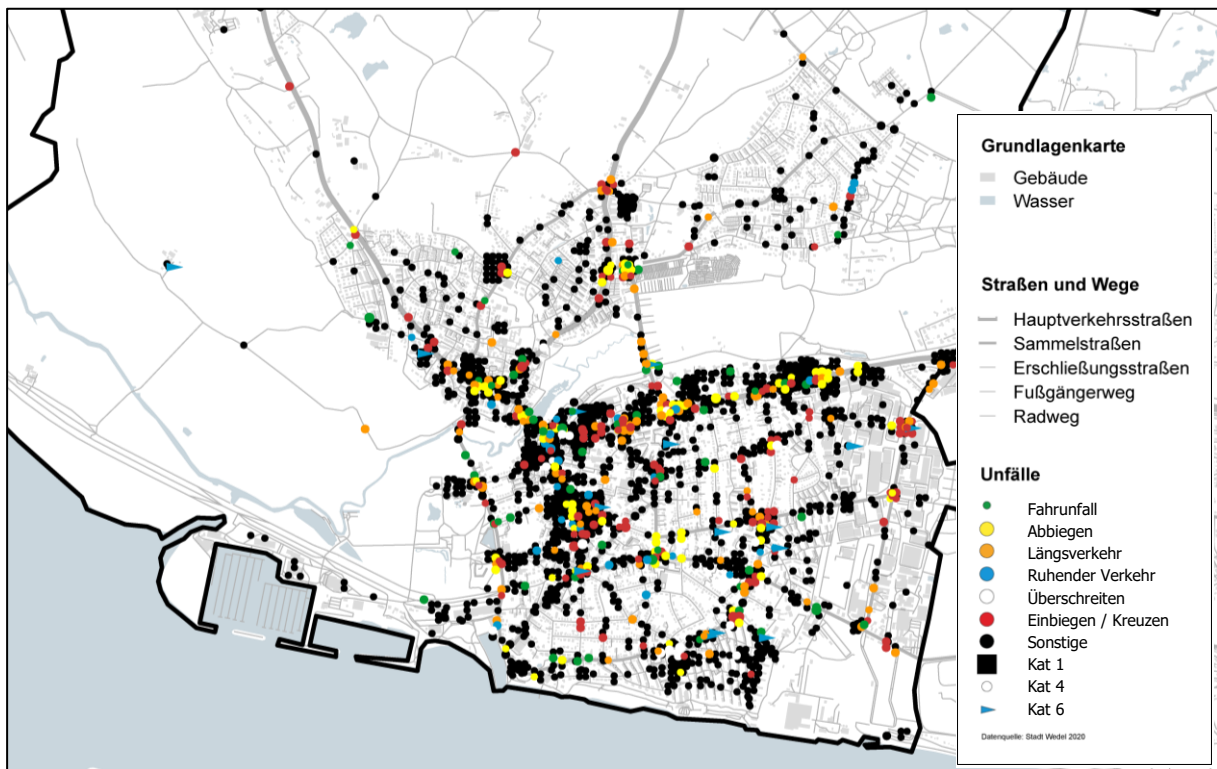 Grundlagenkarte
Gebäude
Wasser
Straßen und Wege
Hauptverkehrsstraßen
Sammelstraßen
Erschließungsstraßen
Fußgängerweg
Radweg
Unfälle
Fahrunfall
Abbiegen
Längsverkehr
Ruhender Verkehr
Überschreiten
Einbiegen / Kreuzen
Sonstige
Kat 1
Kat 4
Kat 6
Datenquelle: Stadt Wedel 2020